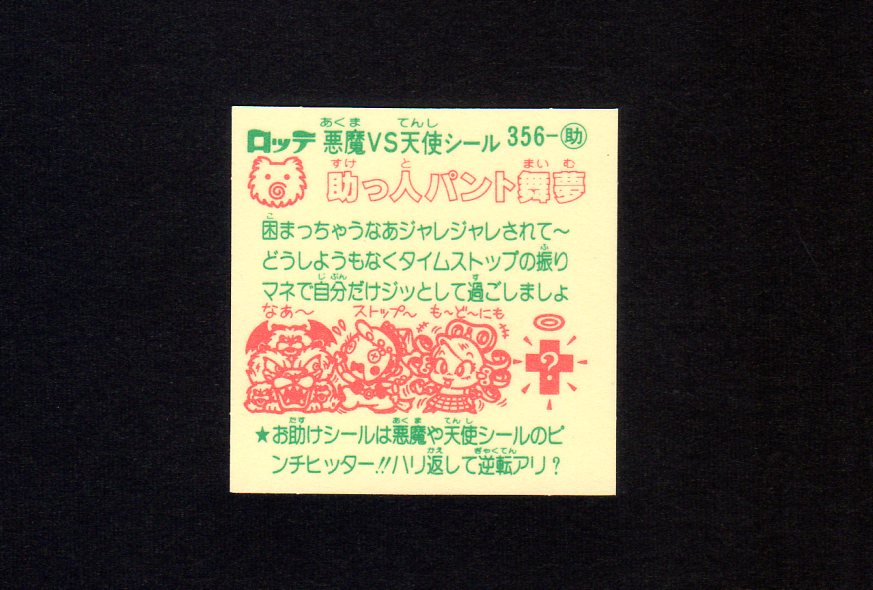 ロッテ 悪魔VS天使シール 356-助
助っ人パント舞夢
困まっちゃうなあジャレジャレされて〜
どうしようもなくタイムストップの振り
マネで自分だけジッとして過ごしましょ
なあ〜 ストップ〜 も〜ど〜にも
?
★お助けシールは悪魔や天使シールのピ
ンチヒッター!!ハリ返して逆転アリ?